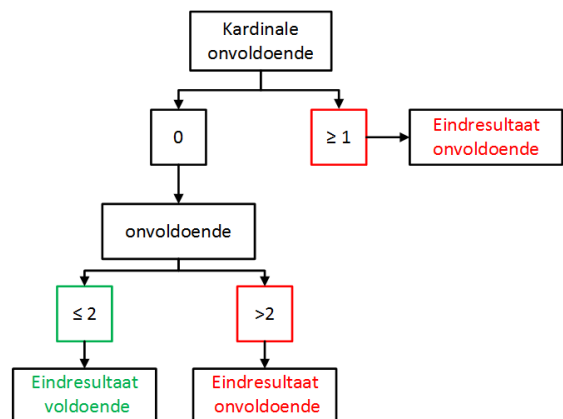 Kardinale
onvoldoende
0
≥ 1
Eindresultaat
onvoldoende
onvoldoende
≤ 2
>2
Eindresultaat
voldoende
Eindresultaat
onvoldoende